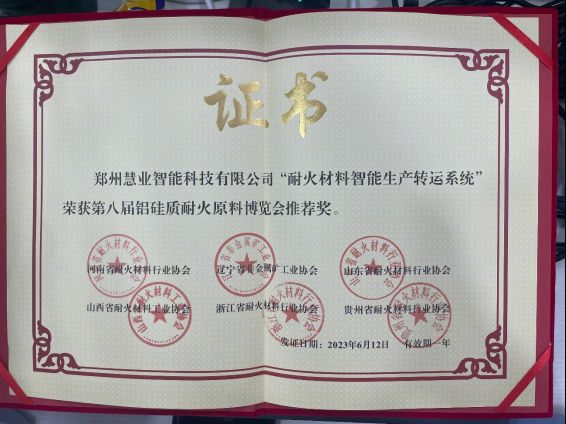 证书
郑州慧业智能科技有限公司“耐火材料智能生产转运系统”
荣获第八届铝硅质耐火原料博览会推荐奖。
河南省耐火材料行业协会 辽宁省非金属矿工业协会 山东省耐火材料行业协会
山西省耐火材料工业协会 浙江省耐火材料行业协会 贵州省耐火材料行业协会
发证日期：2023年6月12日 有效期一年